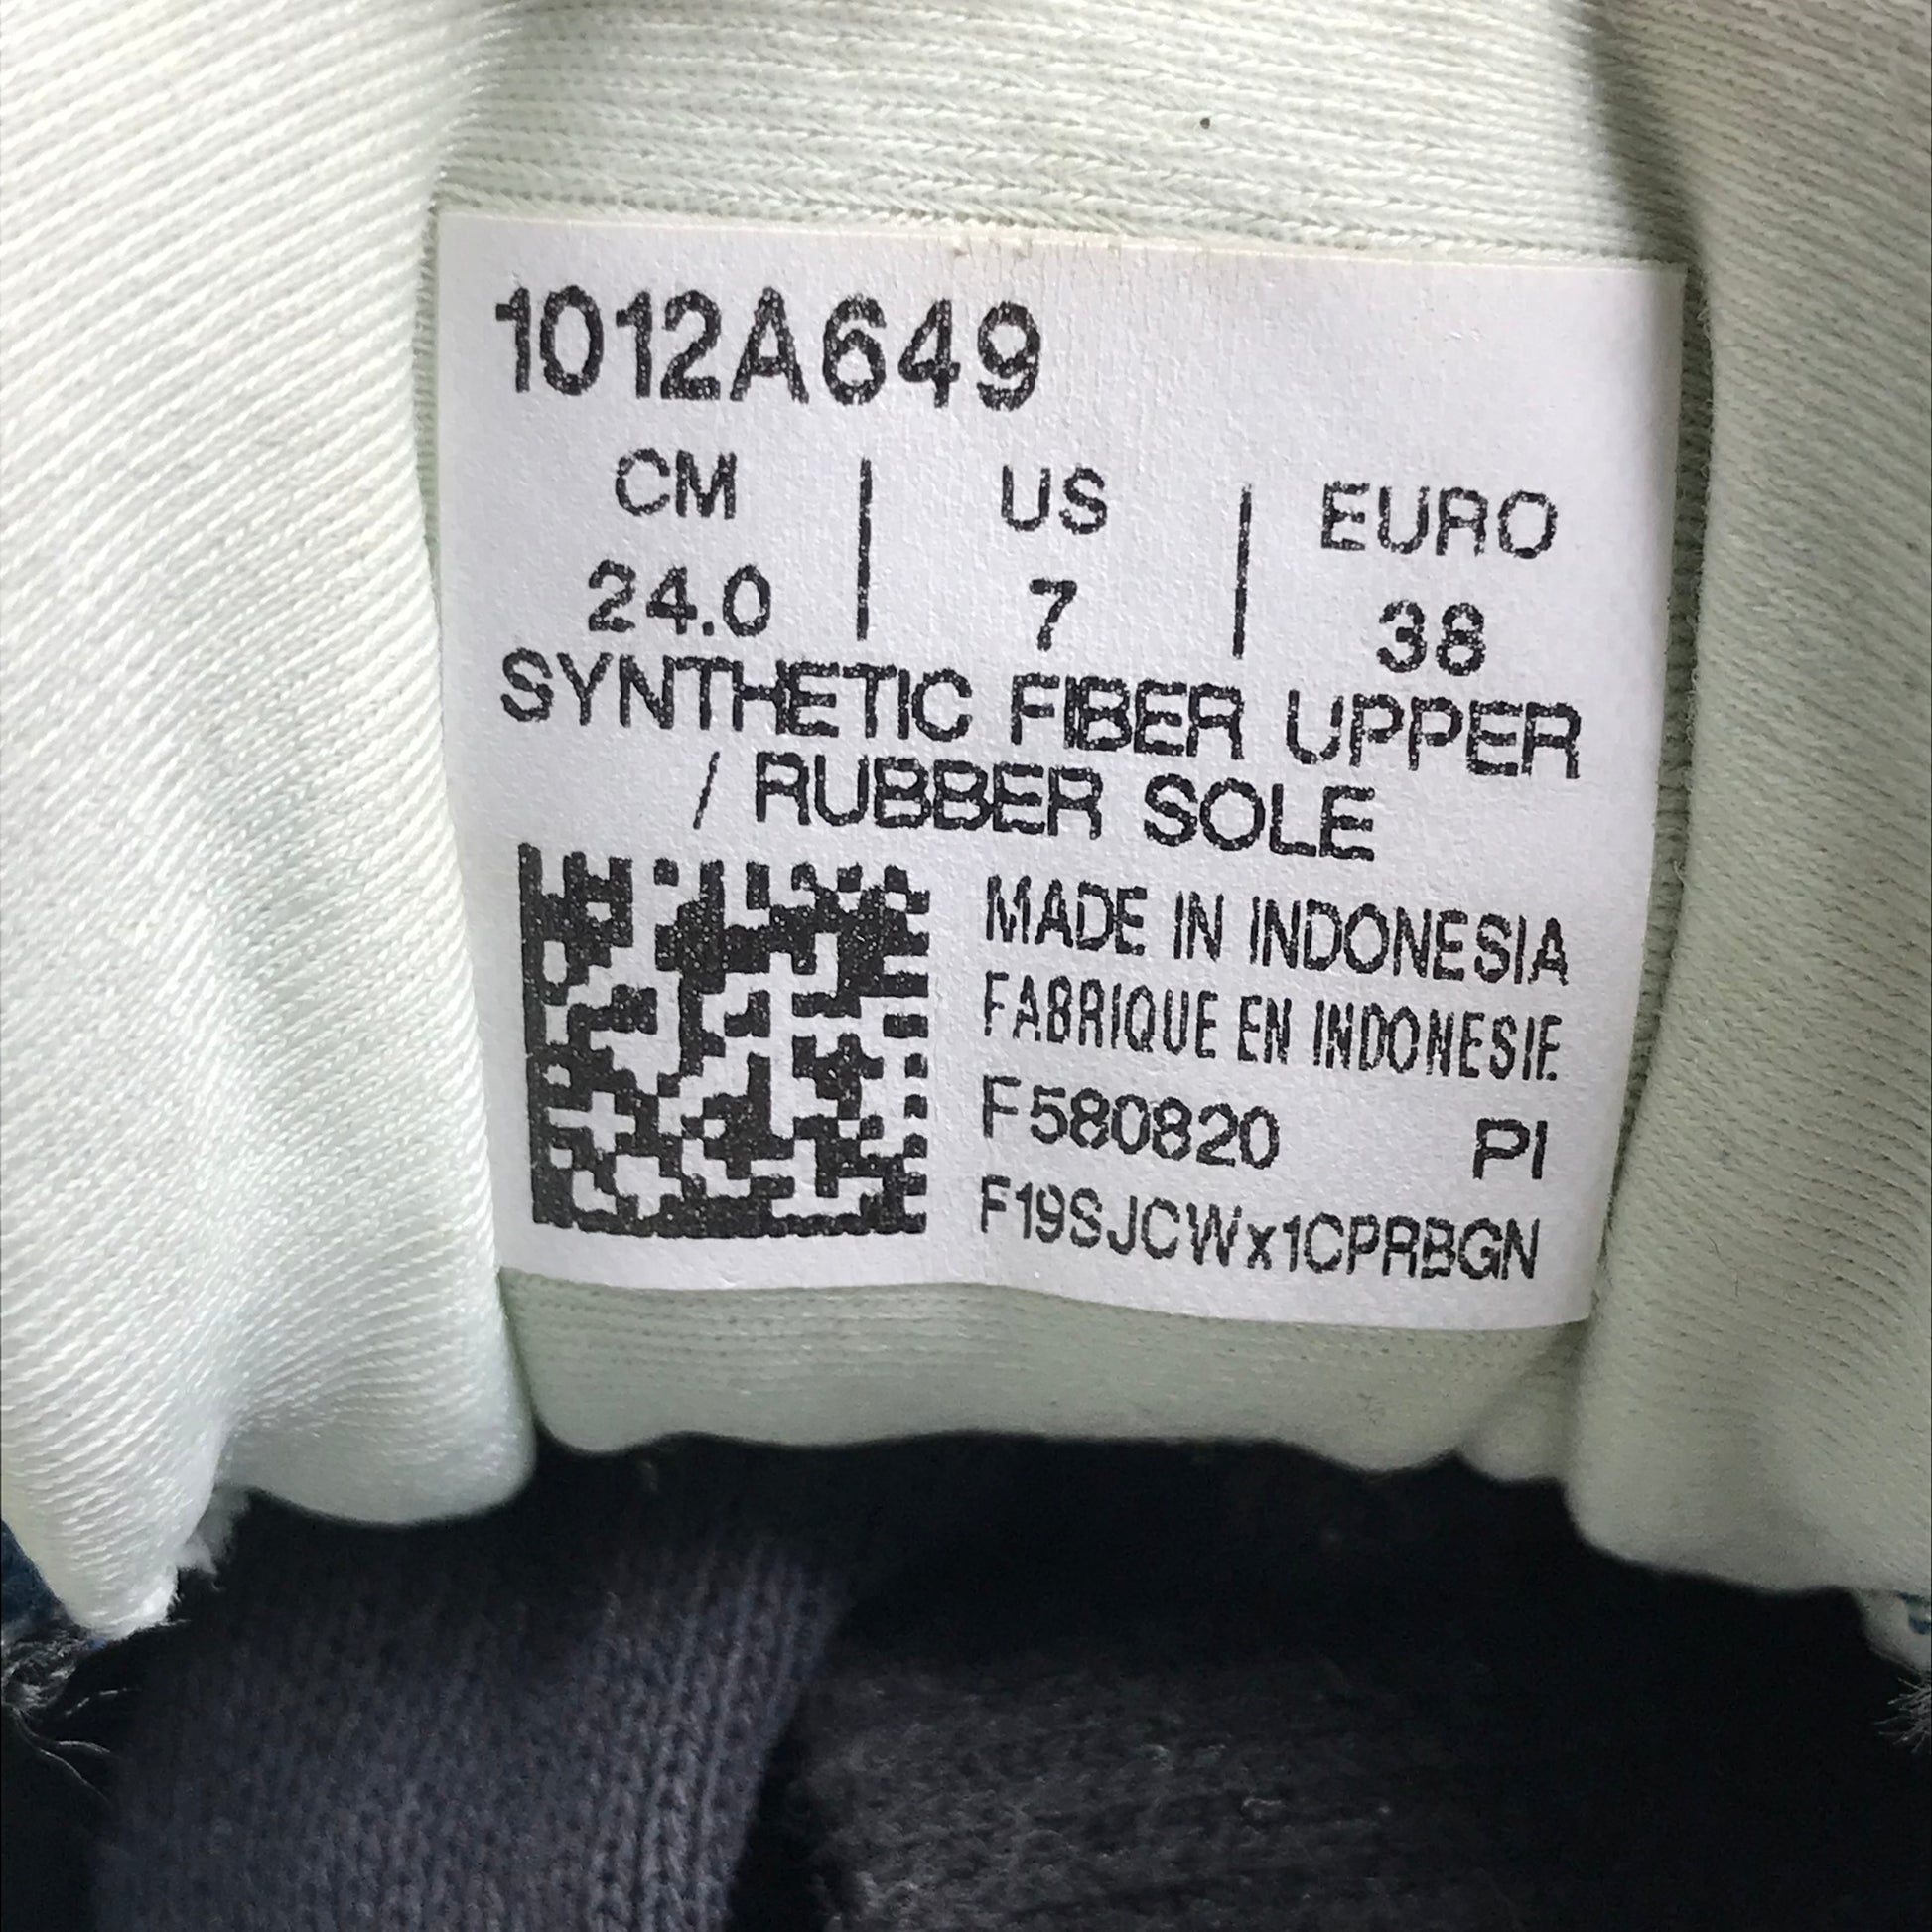 1012A649
CM | US | EURO
24.0 | 7 | 38
SYNTHETIC FIBER UPPER
/ RUBBER SOLE
MADE IN INDONESIA
FABRIQUE EN INDONESIE
F580820 PI
F19SJCWx1CPRBGN